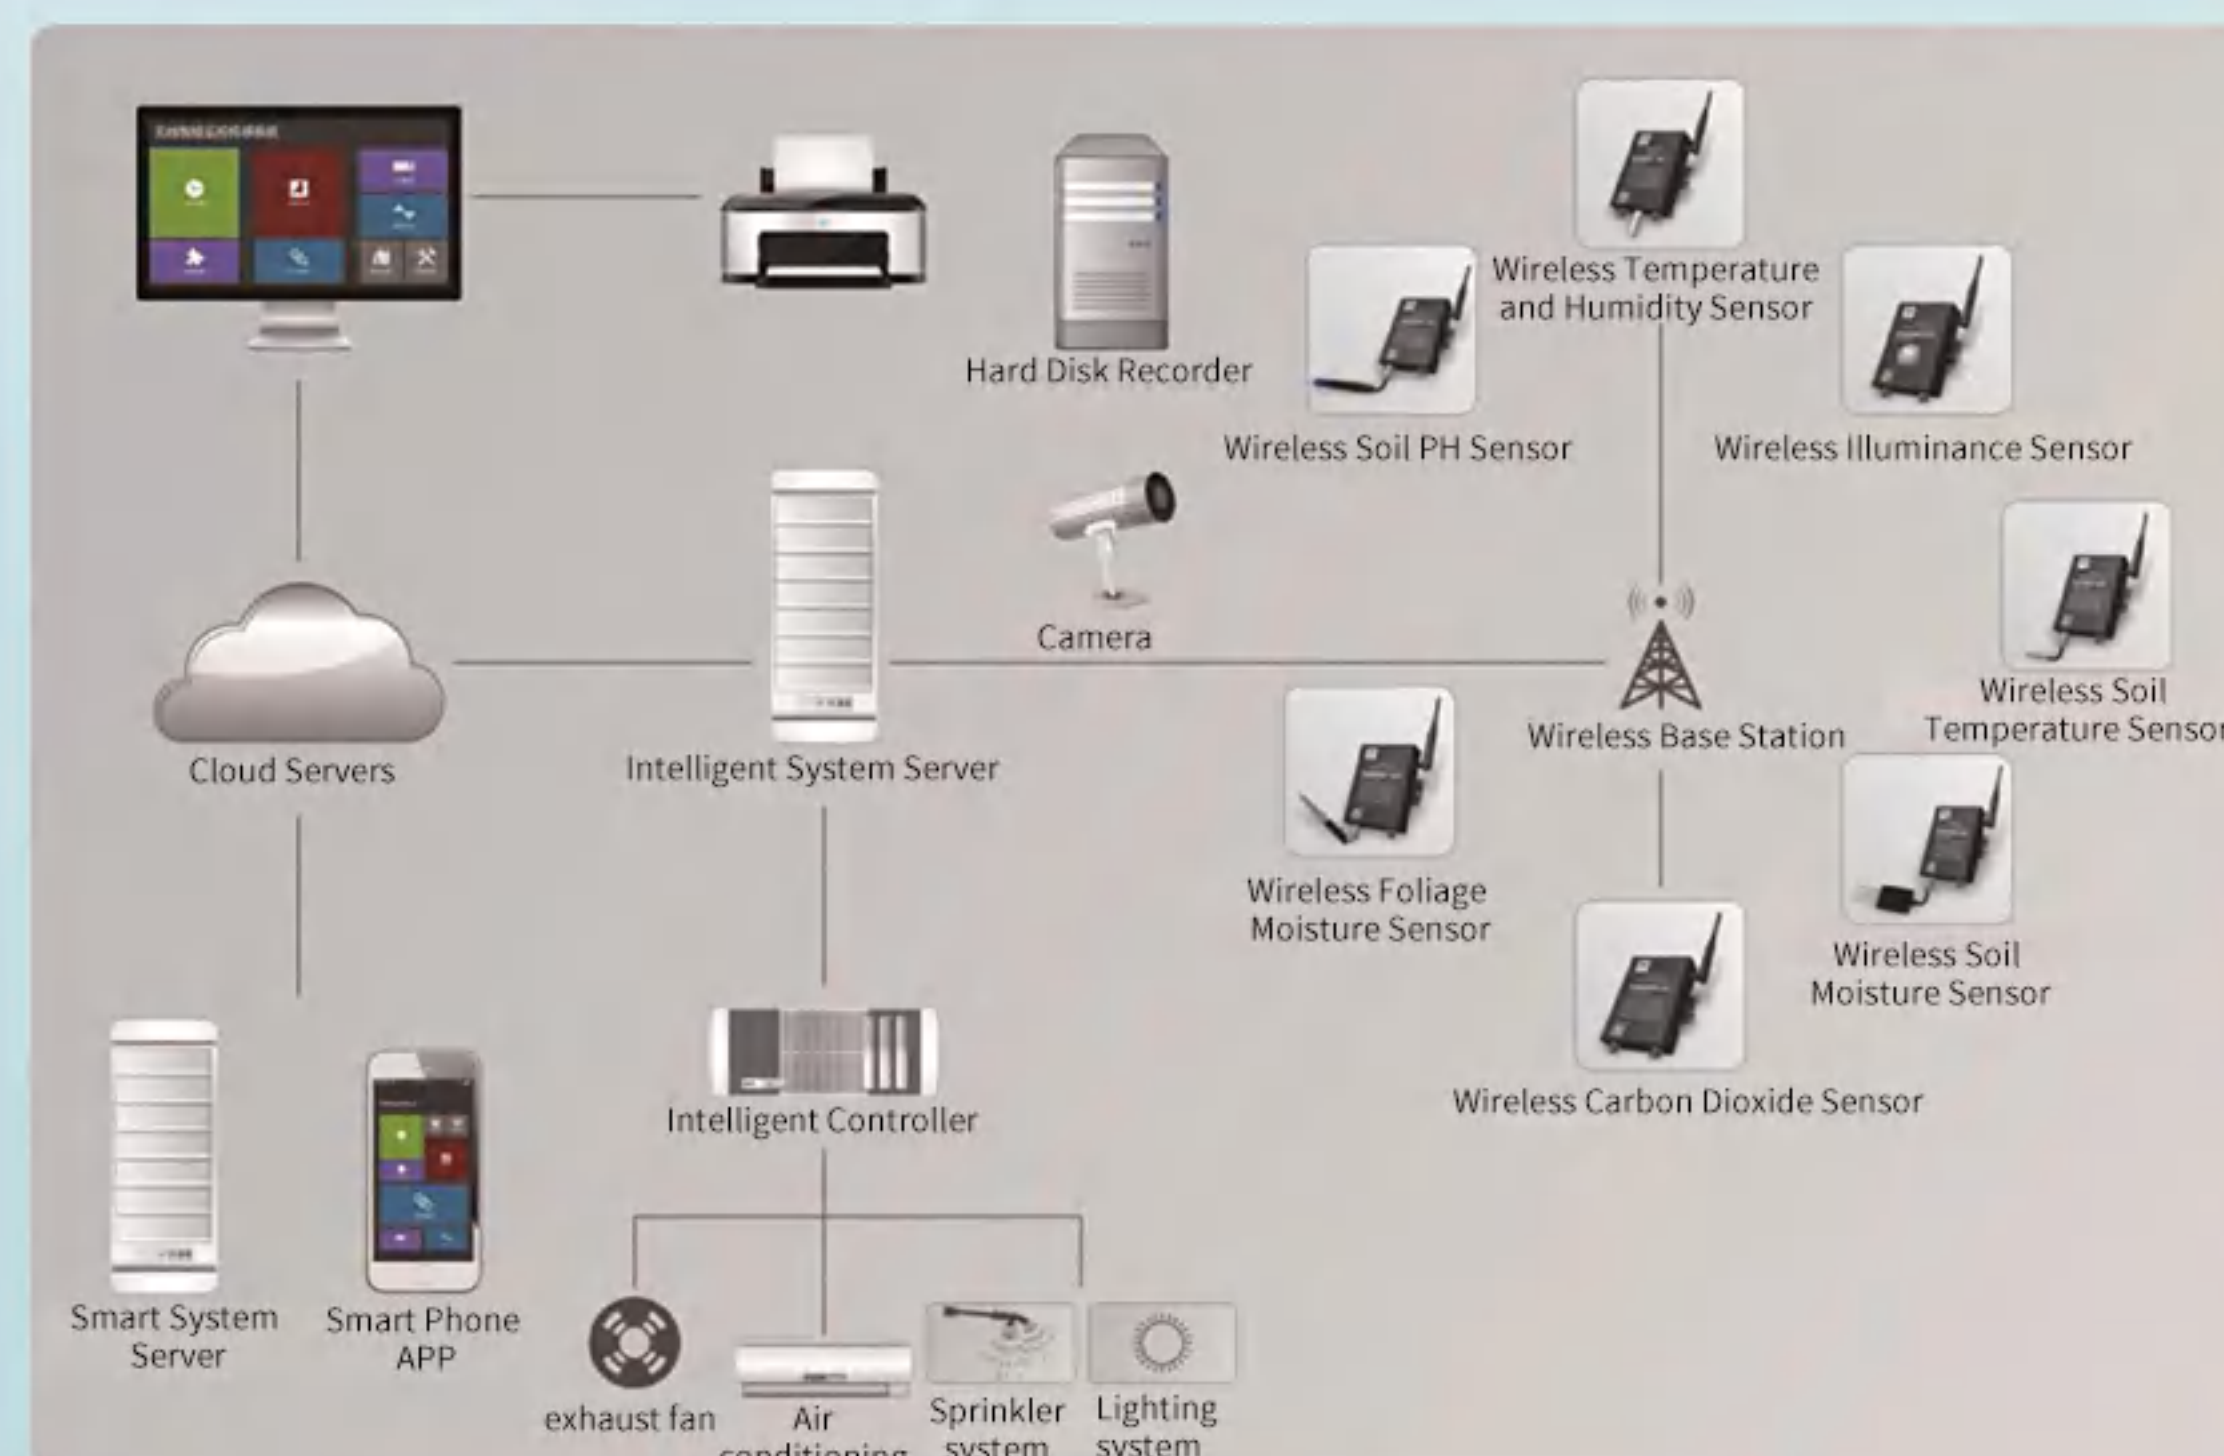 Hard Disk Recorder
Wireless Temperature
and Humidity Sensor
Wireless Soil PH Sensor
Wireless Illuminance Sensor
Camera
Wireless Soil
Temperature Sensor
Cloud Servers
Intelligent System Server
Wireless Base Station
Wireless Foliage
Moisture Sensor
Wireless Soil
Moisture Sensor
Intelligent Controller
Wireless Carbon Dioxide Sensor
Smart System
Server
Smart Phone
APP
exhaust fan
Air
conditioning
Sprinkler
system
Lighting
system